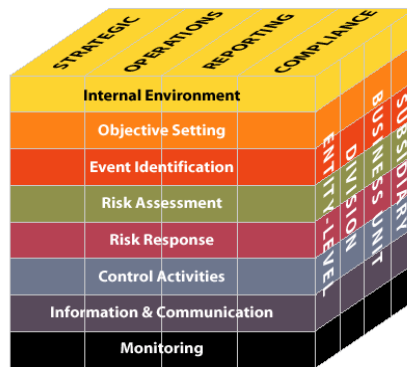 STRATEGIC
OPERATIONS
REPORTING
COMPLIANCE
Internal Environment
Objective Setting
Event Identification
Risk Assessment
Risk Response
Control Activities
Information & Communication
Monitoring
ENTITY-LEVEL
DIVISION
BUSINESS UNIT
SUBSIDIARY